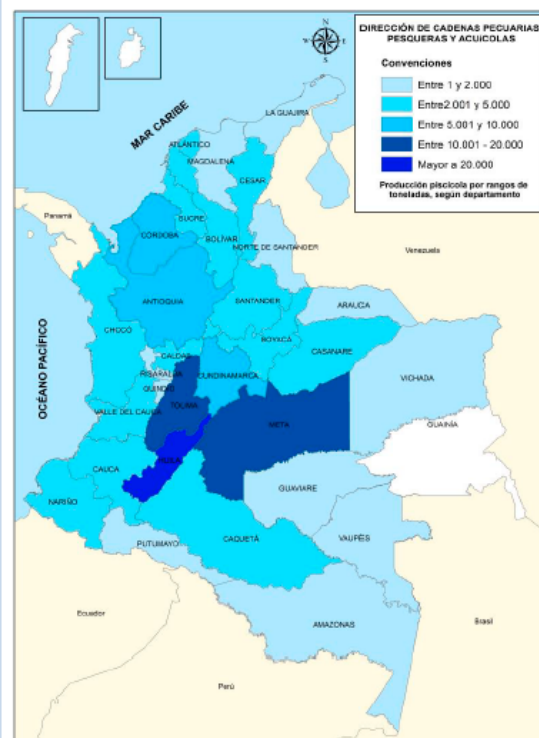 DIRECCIÓN DE CADENAS PECUARIAS
PESQUERAS Y ACUÍCOLAS
Convenciones
Entre 1 y 2.000
Entre2.001 y 5.000
Entre 5.001 y 10.000
Entre 10.001 - 20.000
Mayor a 20.000
Producción piscícola por rangos de
toneladas, según departamento
N
W
E
S
MAR CARIBE
LA GUAJIRA
ATLÁNTICO
MAGDALENA
CESAR
Panamá
SUCRE
CÓRDOBA
BOLÍVAR
NORTE DE SANTANDER
Venezuela
ANTIOQUIA
SANTANDER
ARAUCA
OCÉANO PACÍFICO
CHOCÓ
BOYACÁ
CALDAS
CASANARE
RISARALDA
CUNDINAMARCA
VICHADA
QUINDÍO
TOLIMA
VALLE DEL CAUCA
META
GUAINÍA
HUILA
CAUCA
GUAVIARE
NARIÑO
CAQUETÁ
VAUPÉS
PUTUMAYO
Ecuador
AMAZONAS
Brasil
Perú